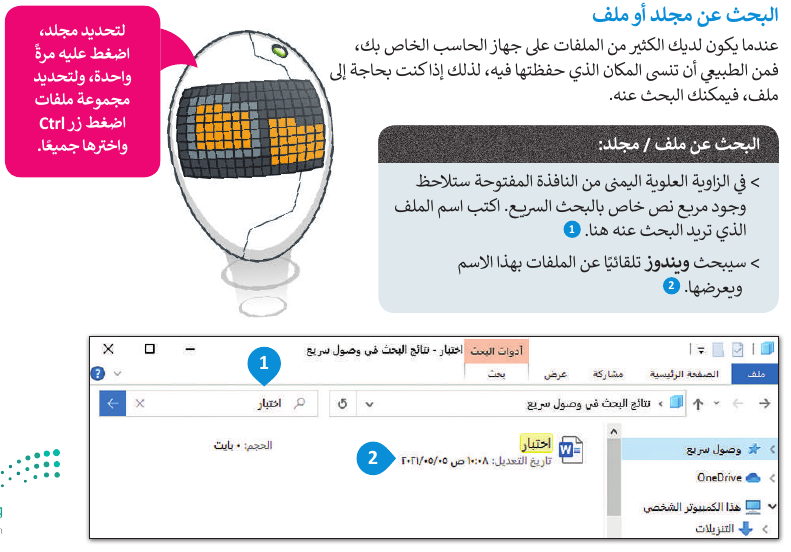 البحث عن مجلد أو ملف
عندما يكون لديك الكثير من الملفات على جهاز الحاسب الخاص بك،
فمن الطبيعي أن تنسى المكان الذي حفظتها فيه، لذلك إذا كنت بحاجة إلى
ملف، فيمكنك البحث عنه.
لتحديد مجلد،
اضغط عليه مرةً
واحدة، ولتحديد
مجموعة ملفات
اضغط زر Ctrl
واخترها جميعًا.
البحث عن ملف / مجلد:
> في الزاوية العلوية اليمنى من النافذة المفتوحة ستلاحظ
وجود مربع نص خاص بالبحث السريع. اكتب اسم الملف
الذي تريد البحث عنه هنا. 1
> سيبحث ويندوز تلقائيًا عن الملفات بهذا الاسم
ويعرضها. 2
أدوات البحث اختبار - نتائج البحث في وصول سريع
ملف الصفحة الرئيسية مشاركة عرض بحث
1
نتائج البحث في وصول سريع اختبار
وصول سريع
OneDrive
هذا الكمبيوتر الشخصي
التنزيلات
اختبار
تاريخ التعديل: ١٠:٠٨ ص ٢٠٢١/٠٥/٠٥
الحجم: ٠ بايت
2